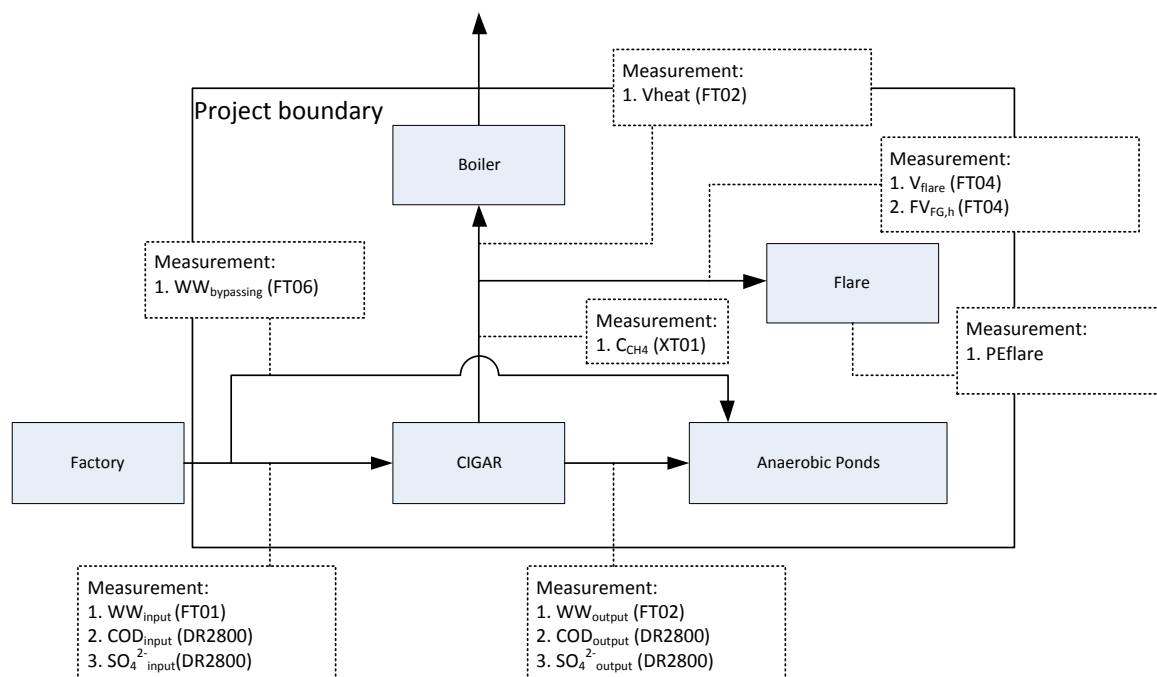 Measurement:
1. Vheat (FT02)
Project boundary
Boiler
Measurement:
1. Vflare (FT04)
2. FVFG,h (FT04)
Measurement:
1. WWbypassing (FT06)
Flare
Measurement:
1. CCH4 (XT01)
Measurement:
1. PEflare
Factory
CIGAR
Anaerobic Ponds
Measurement:
1. WWinput (FT01)
2. CODinput (DR2800)
3. SO42-input(DR2800)
Measurement:
1. WWoutput (FT02)
2. CODoutput (DR2800)
3. SO42-output (DR2800)